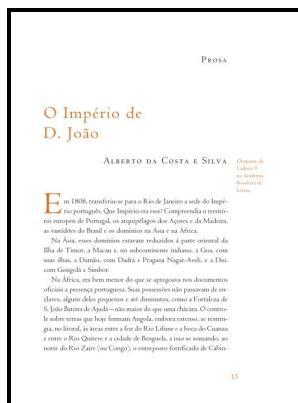 PROSA
O Império de
D. João
ALBERTO DA COSTA E SILVA
Ocupante da
Cadeira 9
na Academia
Brasileira de
Letras.
Em 1808, transferiu-se para o Rio de Janeiro a sede do Impé-
rio português. Que Império era esse? Compreendia o territó-
rio europeu de Portugal, os arquipélagos dos Açores e da Madeira,
as vastidões do Brasil e os domínios na Ásia e na África.
Na Ásia, esses domínios estavam reduzidos à parte oriental da
Ilha de Timor, a Macau e, no subcontinente indiano, a Goa, com
suas ilhas, a Damão, com Dadrá e Pragana Nagar-Aveli, e a Diu,
com Gongolá e Simbor.
Na África, era bem menor do que se apregoava nos documentos
oficiais a presença portuguesa. Suas possessões não passavam de en-
claves, alguns deles pequenos e até diminutos, como a Fortaleza de
S. João Batista de Ajudá – não maior do que uma chácara. O contro-
le sobre terras que hoje formam Angola, embora extenso, se restrin-
gia, no litoral, às áreas entre a foz do Rio Lifune e a boca do Cuanza
e entre o Rio Quiteve e a cidade de Benguela, a isso se somando, ao
norte do Rio Zaire (ou Congo), o entreposto fortificado de Cabin-
15